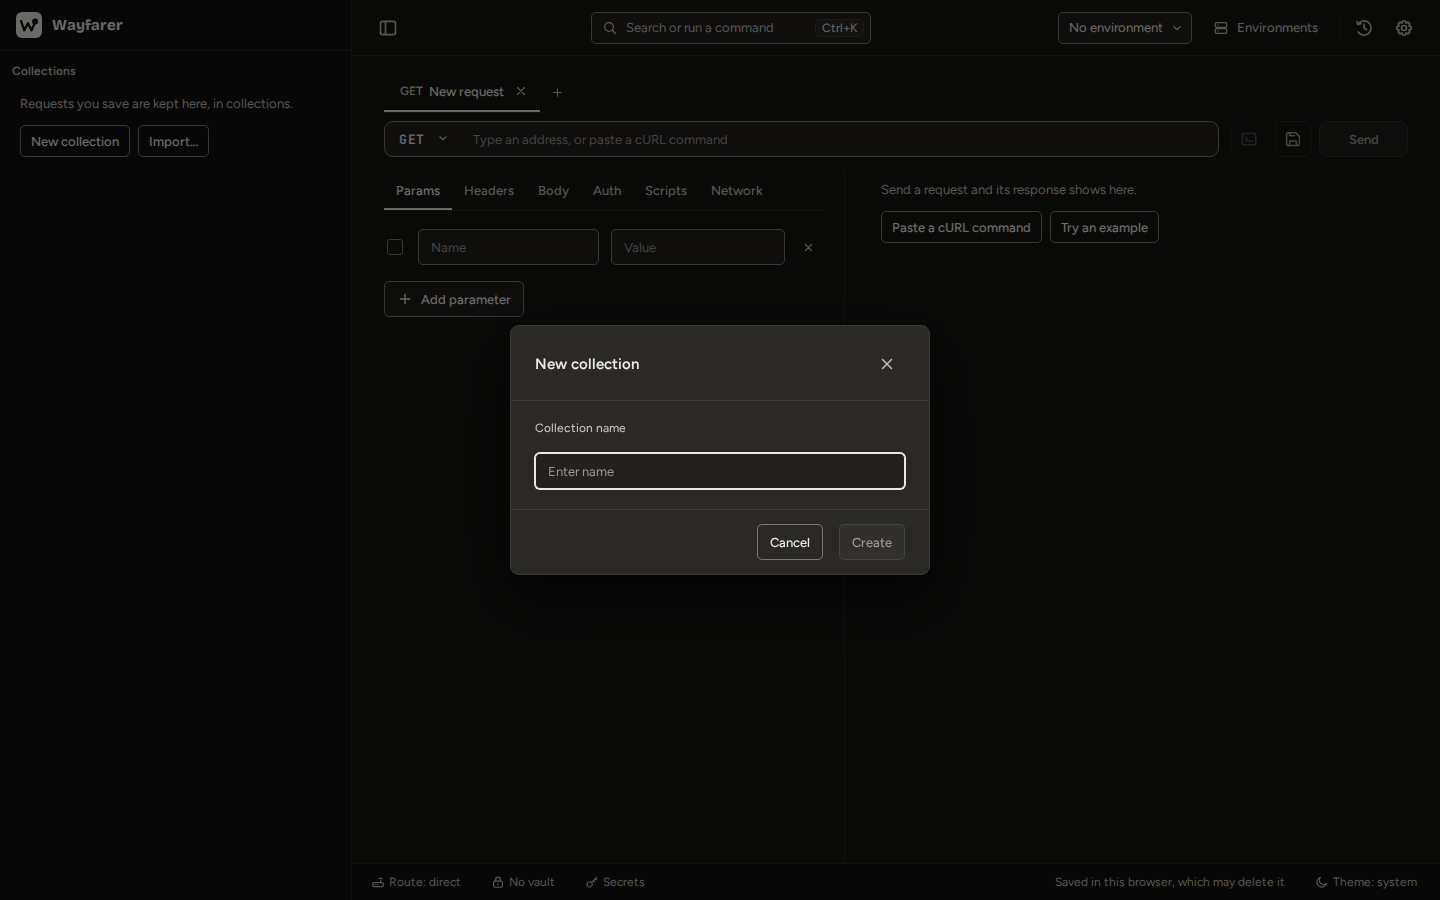 Wayfarer
Search or run a command
Ctrl+K
No environment
Environments
Collections
Requests you save are kept here, in collections.
New collection
Import...
GET New request
GET
Type an address, or paste a cURL command
Send
Params
Headers
Body
Auth
Scripts
Network
Name
Value
Add parameter
Send a request and its response shows here.
Paste a cURL command
Try an example
New collection
Collection name
Enter name
Cancel
Create
Route: direct
No vault
Secrets
Saved in this browser, which may delete it
Theme: system